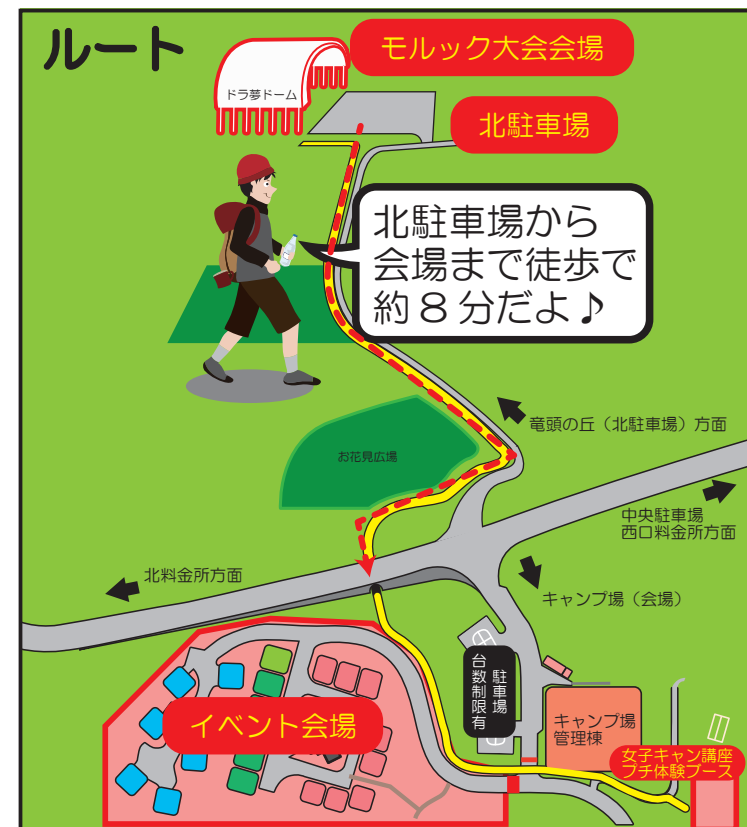 ルート
モルック大会会場
ドラ夢ドーム
北駐車場
北駐車場から
会場まで徒歩で
約8分だよ♪
竜頭の丘（北駐車場）方面
お花見広場
中央駐車場
西口料金所方面
北料金所方面
キャンプ場（会場）
駐車場
台数制限有
イベント会場
キャンプ場
管理棟
女子キャン講座
プチ体験ブース